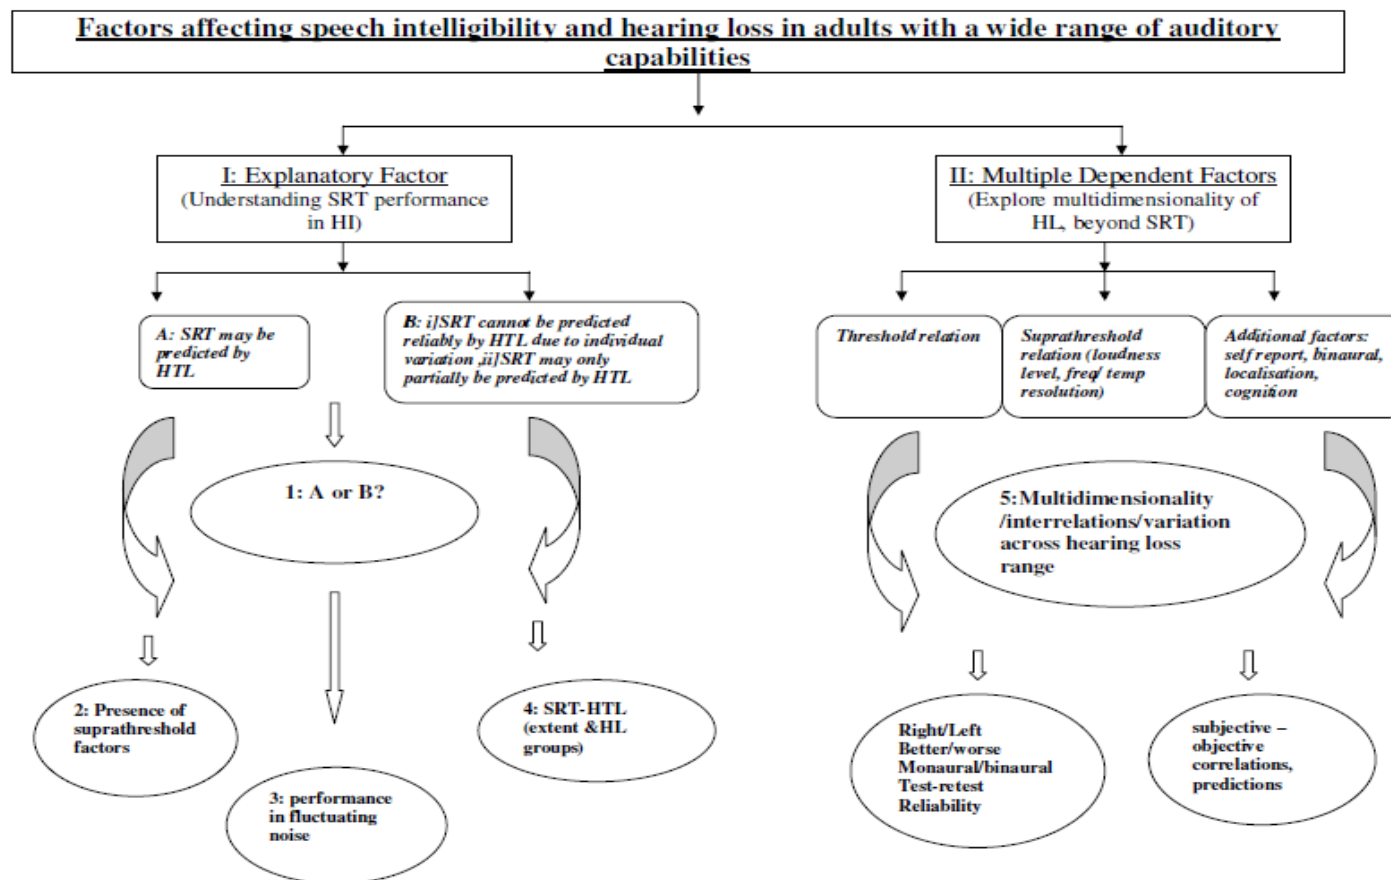 Factors affecting speech intelligibility and hearing loss in adults with a wide range of auditory
capabilities
I: Explanatory Factor
(Understanding SRT performance
in HI)
II: Multiple Dependent Factors
(Explore multidimensionality of
HL, beyond SRT)
A: SRT may be
predicted by
HTL
B: i]SRT cannot be predicted
reliably by HTL due to individual
variation ,ii]SRT may only
partially be predicted by HTL
Threshold relation
Suprathreshold
relation (loudness
level, freq/ temp
resolution)
Additional factors:
self report, binaural,
localisation,
cognition
1: A or B?
5:Multidimensionality
/interrelations/variation
across hearing loss
range
2: Presence of
suprathreshold
factors
3: performance
in fluctuating
noise
4: SRT-HTL
(extent &HL
groups)
Right/Left
Better/worse
Monaural/binaural
Test-retest
Reliability
subjective –
objective
correlations,
predictions